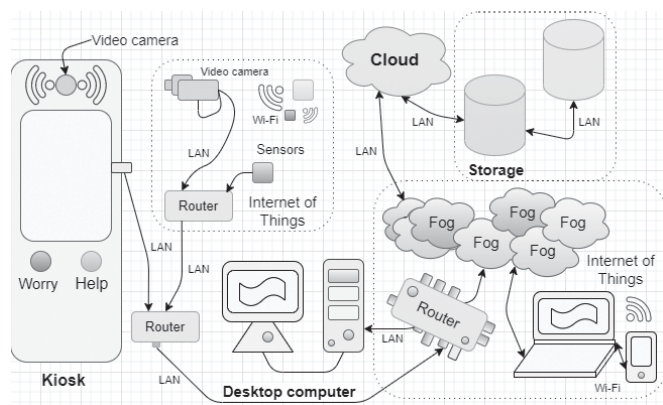 Video camera
Video camera
Wi-Fi
LAN
Sensors
Router
Internet of
Things
LAN
LAN
Worry
Help
Router
Kiosk
LAN
Desktop computer
Cloud
LAN
LAN
Storage
LAN
Fog
Fog
Fog
Fog
Fog
Internet of
Things
Router
LAN
Wi-Fi